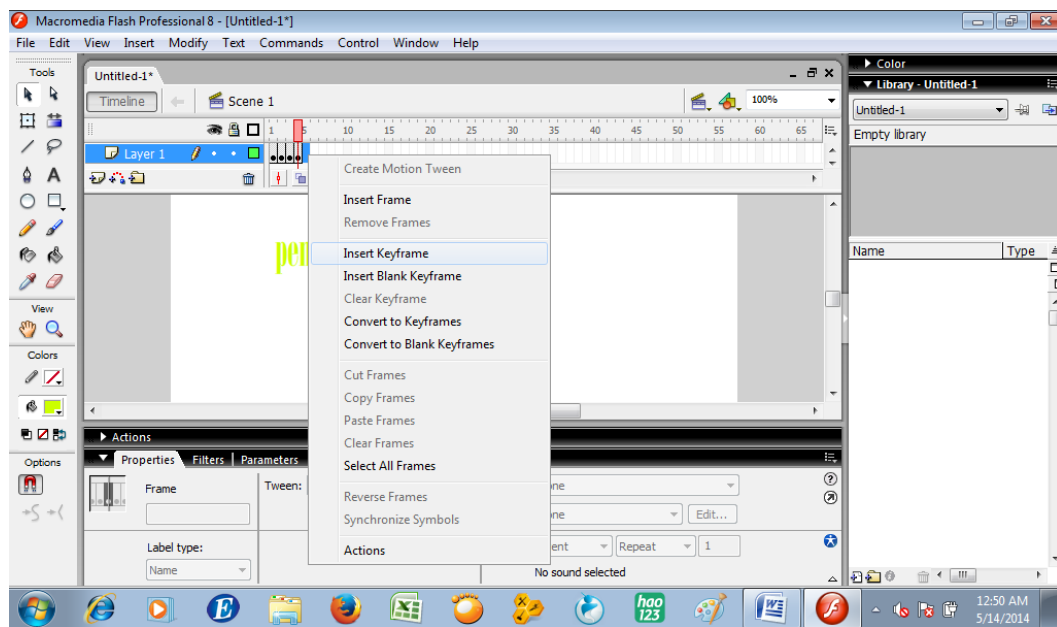 Macromedia Flash Professional 8 - [Untitled-1*]
File Edit View Insert Modify Text Commands Control Window Help
Tools
Untitled-1*
Timeline
Scene 1
100%
1 5 10 15 20 25 30 35 40 45 50 55 60 65
Layer 1
Create Motion Tween
Insert Frame
Remove Frames
Insert Keyframe
Insert Blank Keyframe
Clear Keyframe
Convert to Keyframes
Convert to Blank Keyframes
Cut Frames
Copy Frames
Paste Frames
Clear Frames
Select All Frames
Reverse Frames
Synchronize Symbols
Actions
View
Colors
Options
Actions
Properties Filters Parameters
Frame
Tween:
Label type:
Name
Edit...
Repeat
1
No sound selected
Color
Library - Untitled-1
Untitled-1
Empty library
Name Type
hao
123
12:50 AM
5/14/2014